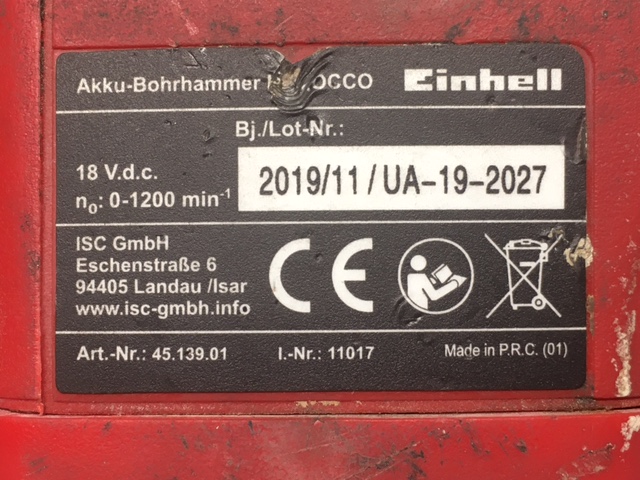 Akku-Bohrhammer Einhell
Bj./Lot-Nr.:
18 V.d.c.
n₀: 0-1200 min⁻¹
2019/11 / UA-19-2027
ISC GmbH
Eschenstraße 6
94405 Landau /Isar
www.isc-gmbh.info
CE
Art.-Nr.: 45.139.01 I.-Nr.: 11017 Made in P.R.C. (01)